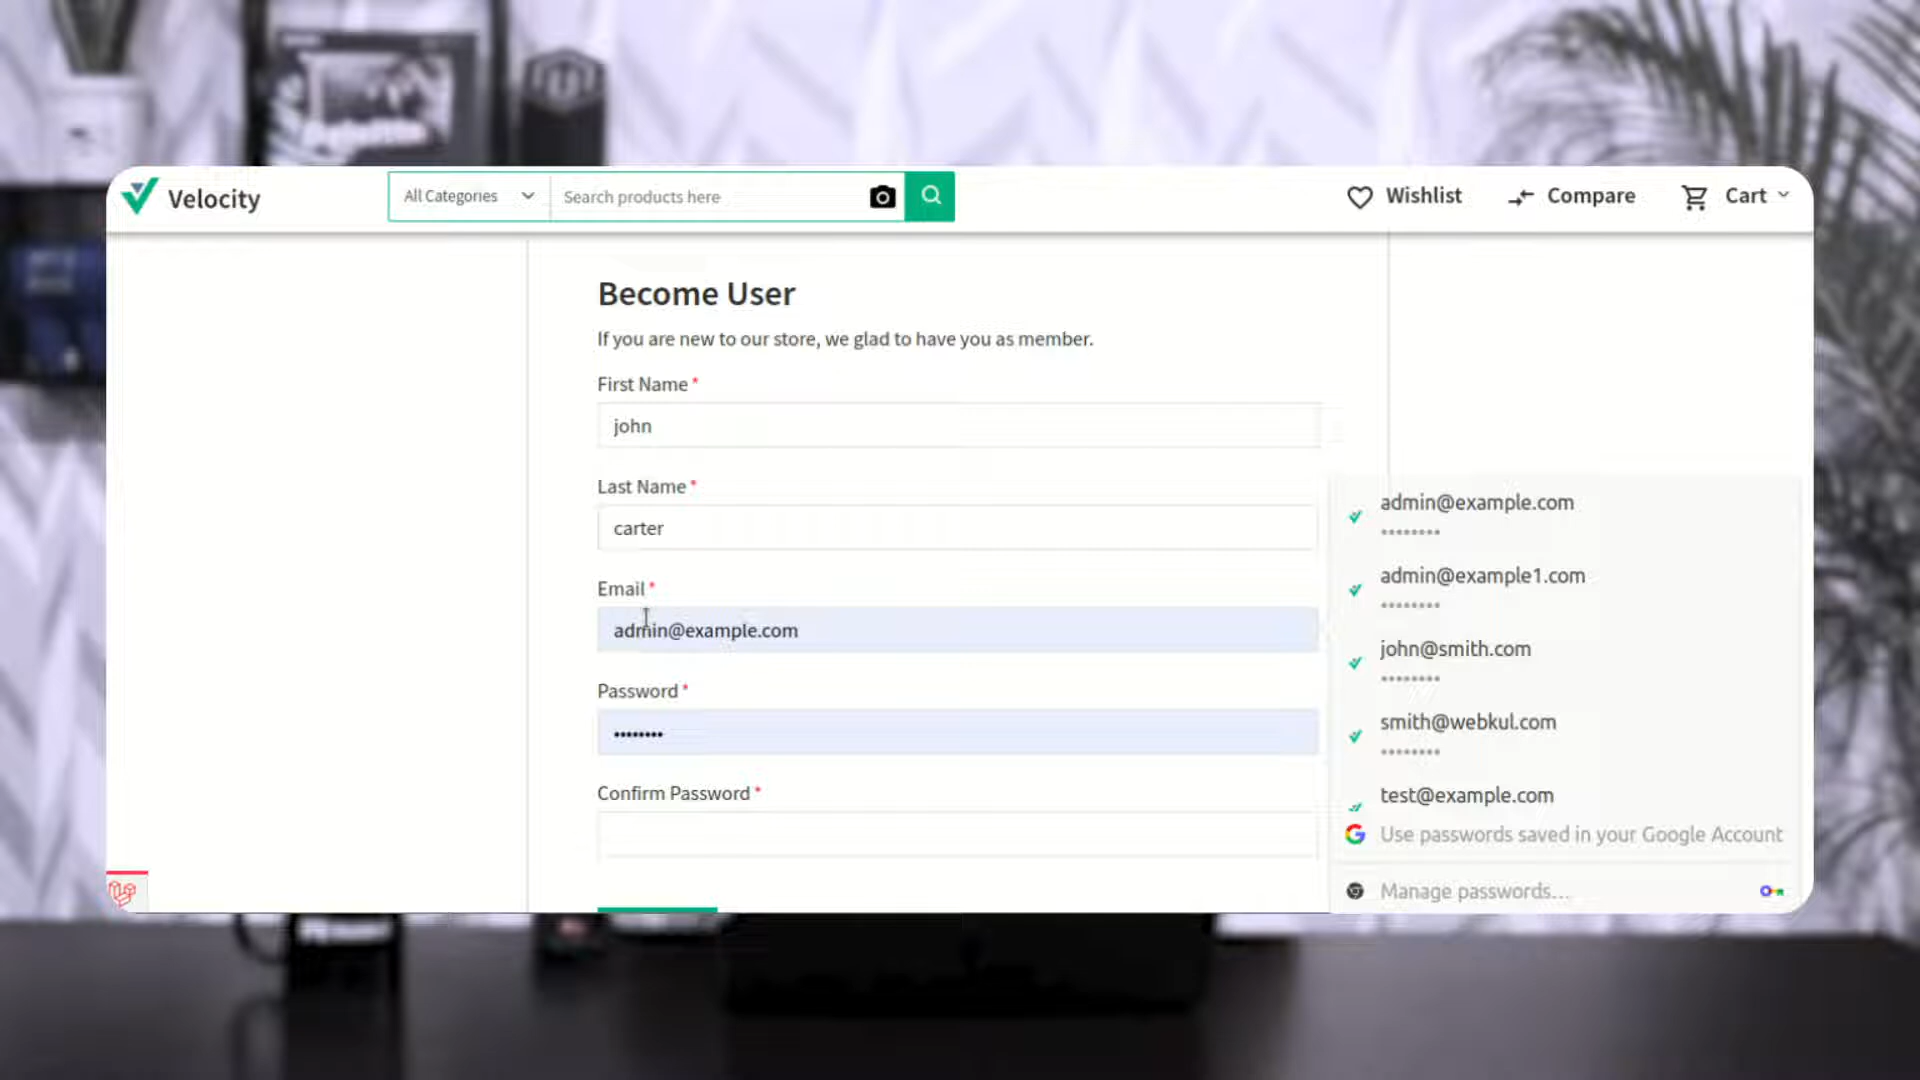 Velocity
All Categories
Search products here
Wishlist
Compare
Cart
Become User
If you are new to our store, we glad to have you as member.
First Name *
john
Last Name *
carter
Email *
admin@example.com
Password *
••••••••
Confirm Password *
admin@example.com
••••••••
admin@example1.com
••••••••
john@smith.com
••••••••
smith@webkul.com
••••••••
test@example.com
Use passwords saved in your Google Account
Manage passwords...